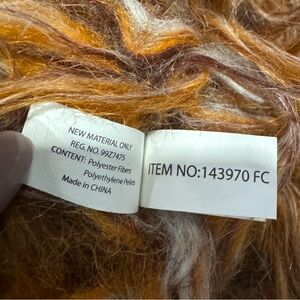 NEW MATERIAL ONLY
REG. NO. 99Z7475
CONTENT: Polyester Fibers
Polyethylene Pellets
Made in CHINA
ITEM NO:143970 FC